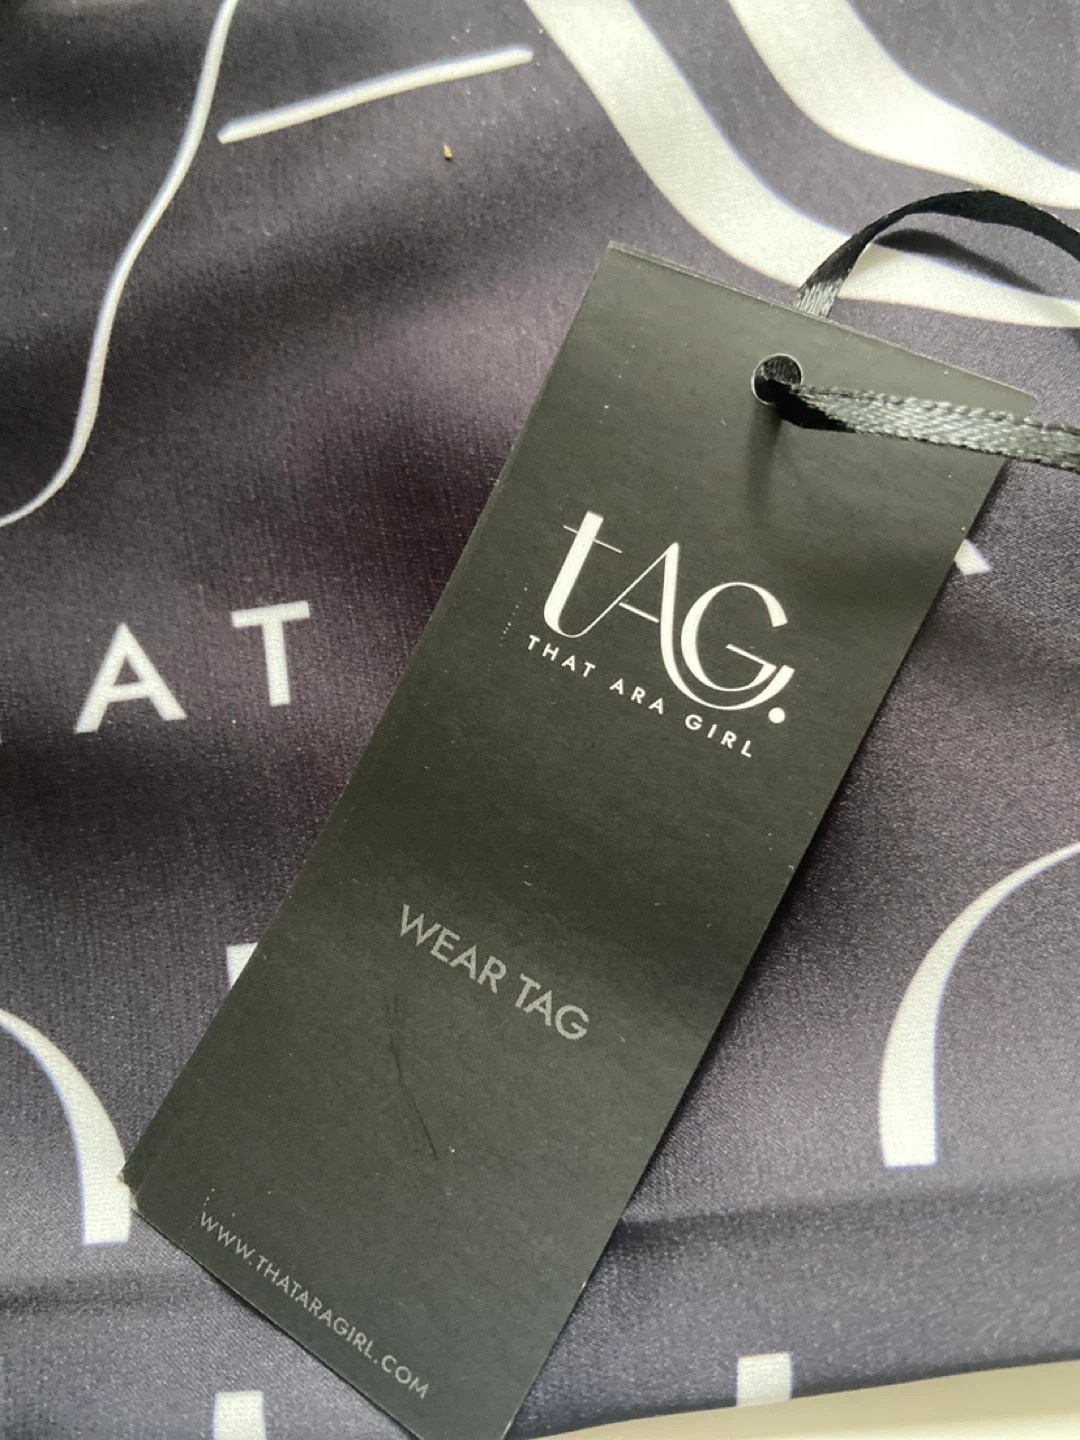 tAG.
THAT ARA GIRL
WEAR TAG
WWW.THATARAGIRL.COM
AT